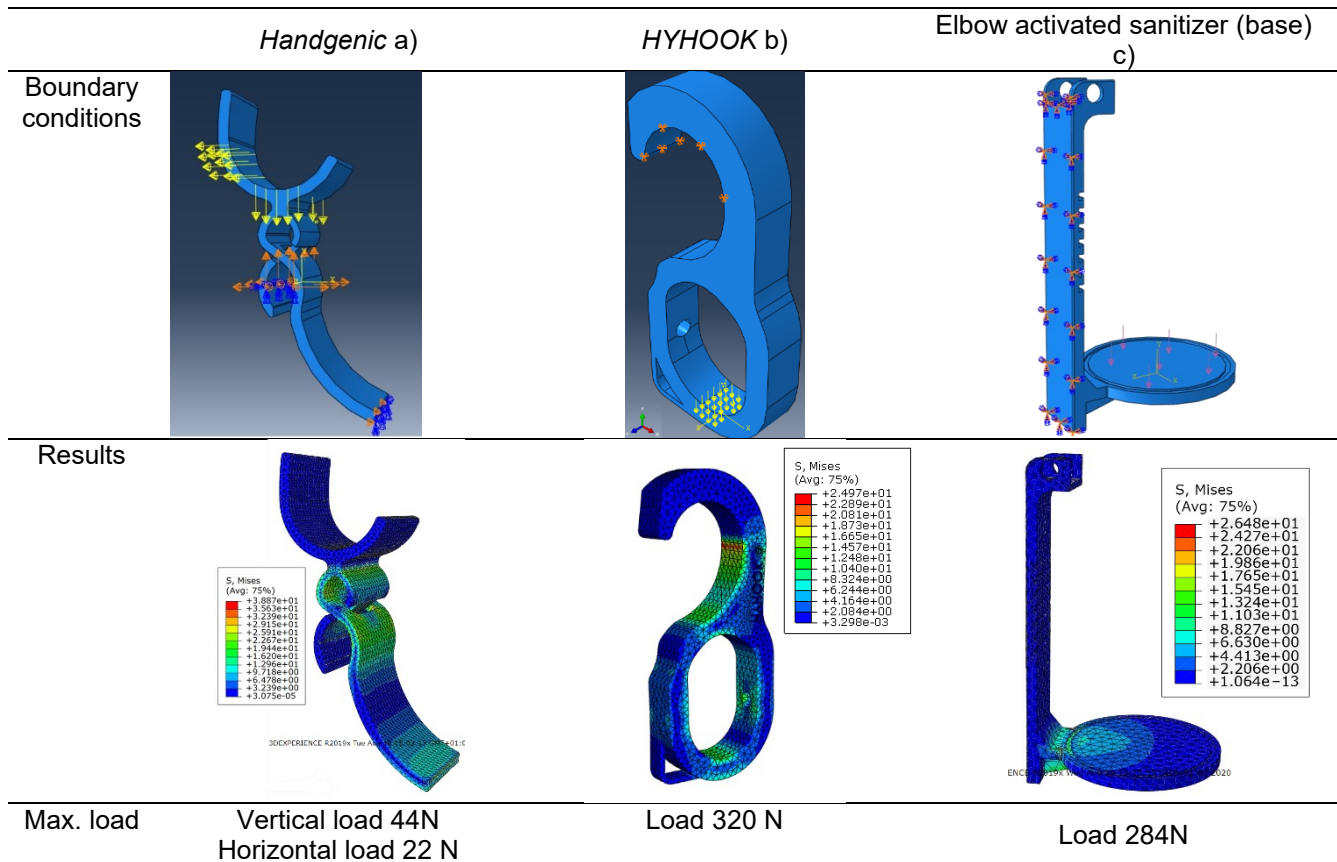 Handgenic a)
HYHOOK b)
Elbow activated sanitizer (base)
c)
Boundary
conditions
Results
S, Mises
(Avg: 75%)
+3.887e+01
+3.563e+01
+3.239e+01
+2.915e+01
+2.591e+01
+2.267e+01
+1.944e+01
+1.620e+01
+1.296e+01
+9.718e+00
+6.478e+00
+3.239e+00
+3.075e-05
3DEXPERIENCE R2019x Tue
S, Mises
(Avg: 75%)
+2.497e+01
+2.289e+01
+2.081e+01
+1.873e+01
+1.665e+01
+1.457e+01
+1.248e+01
+1.040e+01
+8.324e+00
+6.244e+00
+4.164e+00
+2.084e+00
+3.298e-03
S, Mises
(Avg: 75%)
+2.648e+01
+2.427e+01
+2.206e+01
+1.986e+01
+1.765e+01
+1.545e+01
+1.324e+01
+1.103e+01
+8.827e+00
+6.630e+00
+4.413e+00
+2.206e+00
+1.064e-13
2020
Max. load
Vertical load 44N
Horizontal load 22 N
Load 320 N
Load 284N